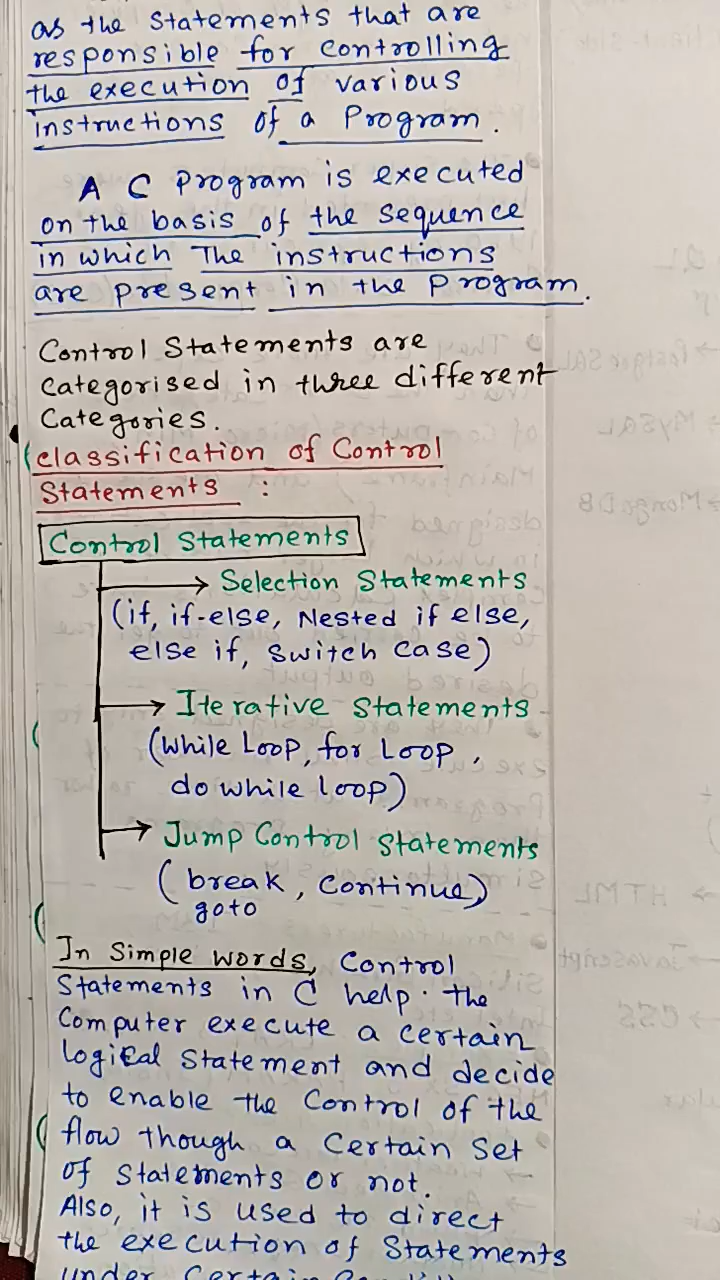 as the statements that are
responsible for controlling
the execution of various
instructions of a Program.
A C Program is executed
on the basis of the sequence
in which The instructions
are present in the program.
Control Statements are
categorised in three different
Categories.
classification of Control
Statements :
Control Statements
Selection Statements
(if, if-else, Nested if else,
else if, switch case)
Iterative Statements
(while Loop, for Loop,
do while loop)
Jump Control Statements
(break, continue)
goto
In Simple words, Control
Statements in C help. the
Computer execute a certain
logical statement and decide
to enable the Control of the
flow though a Certain Set
of statements or not.
Also, it is used to direct
the execution of Statements
under Certain